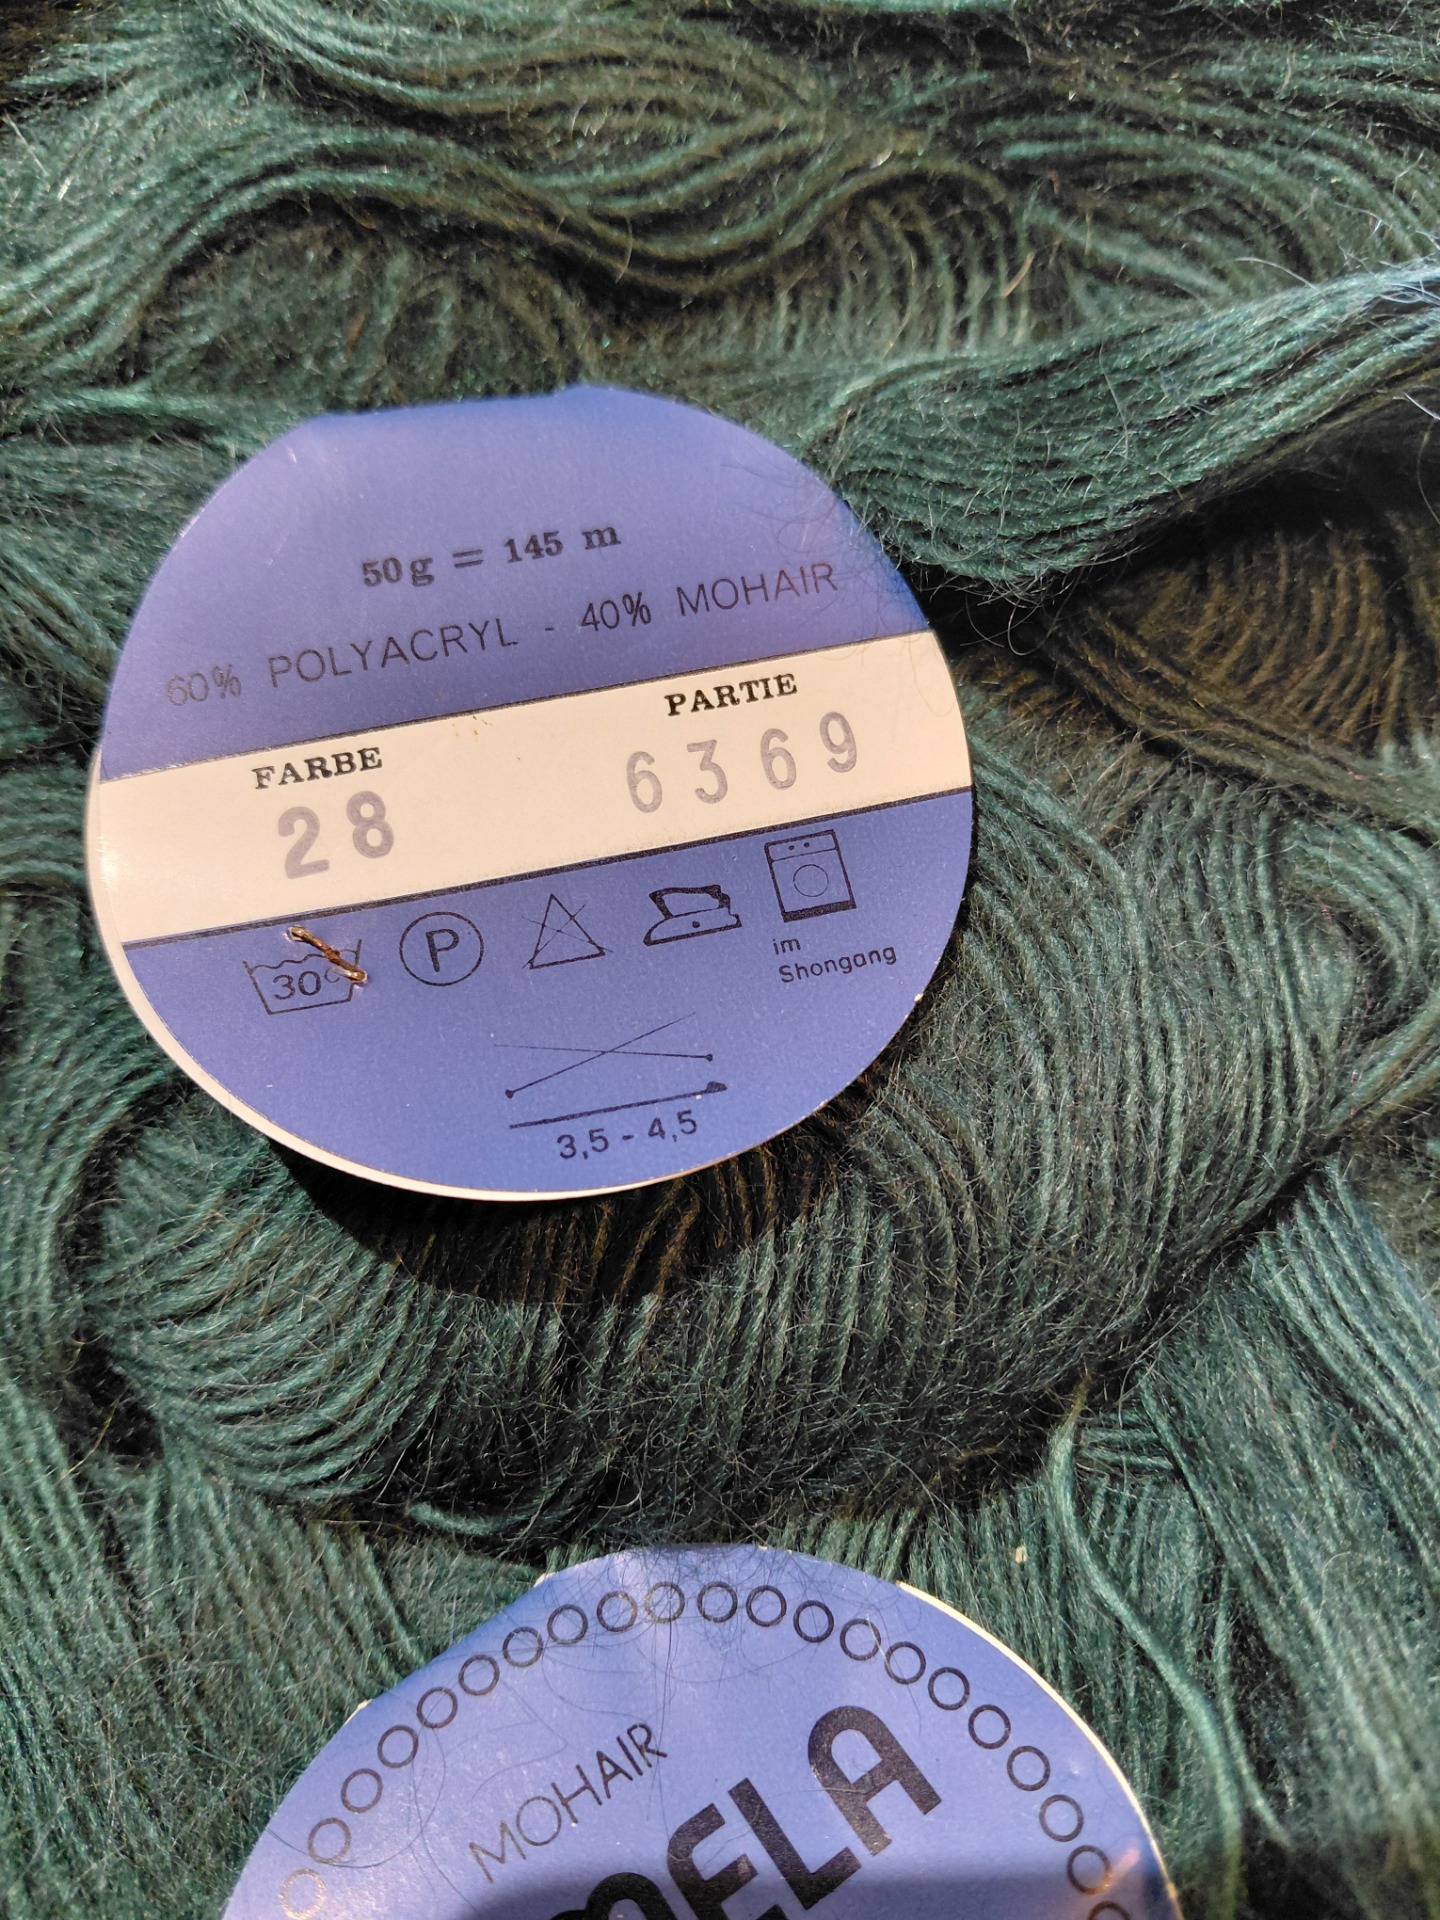 50g = 145 m
60% POLYACRYL - 40% MOHAIR
FARBE PARTIE
28 6369
30° P
im
Shongang
3,5 - 4,5
MOHAIR